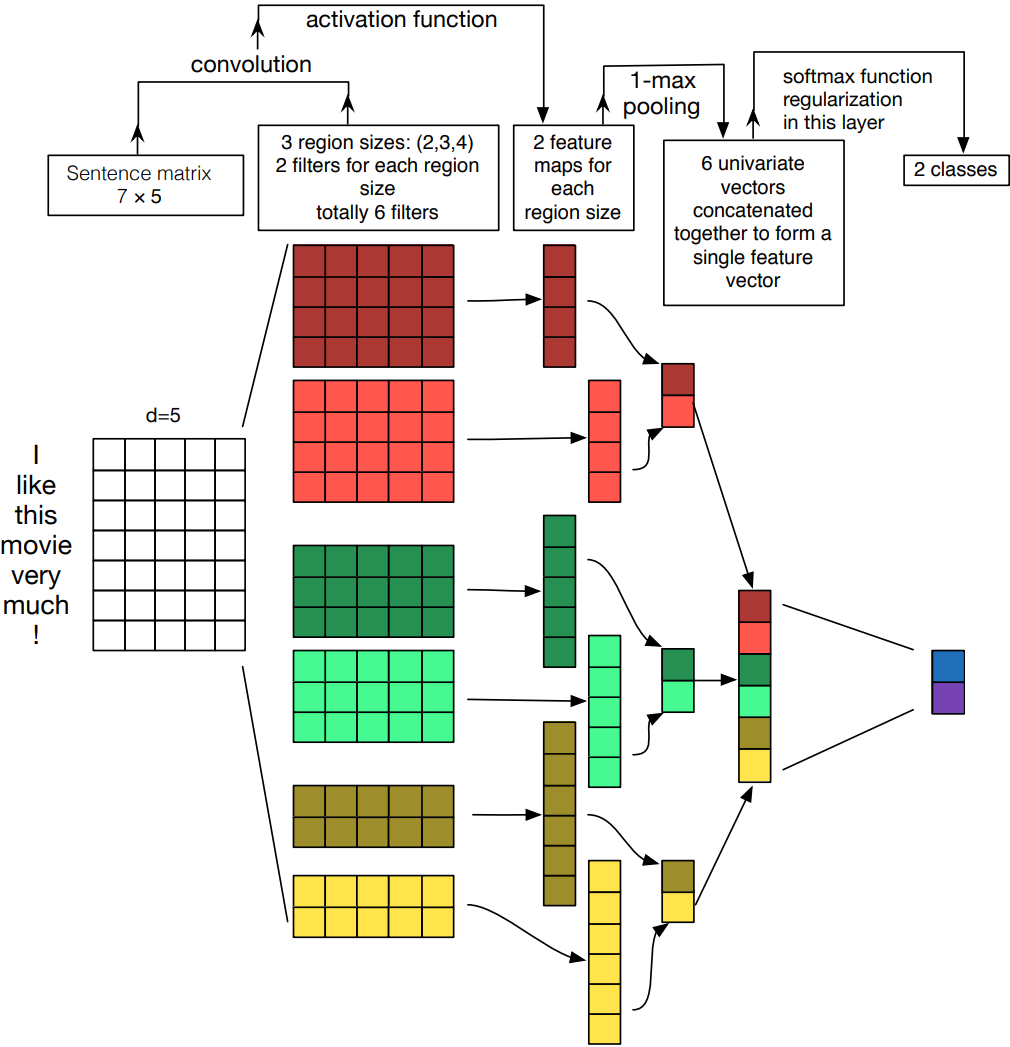 activation function
convolution
1-max
pooling
softmax function
regularization
in this layer
Sentence matrix
7 × 5
3 region sizes: (2,3,4)
2 filters for each region
size
totally 6 filters
2 feature
maps for
each
region size
6 univariate
vectors
concatenated
together to form a
single feature
vector
2 classes
d=5
I
like
this
movie
very
much
!